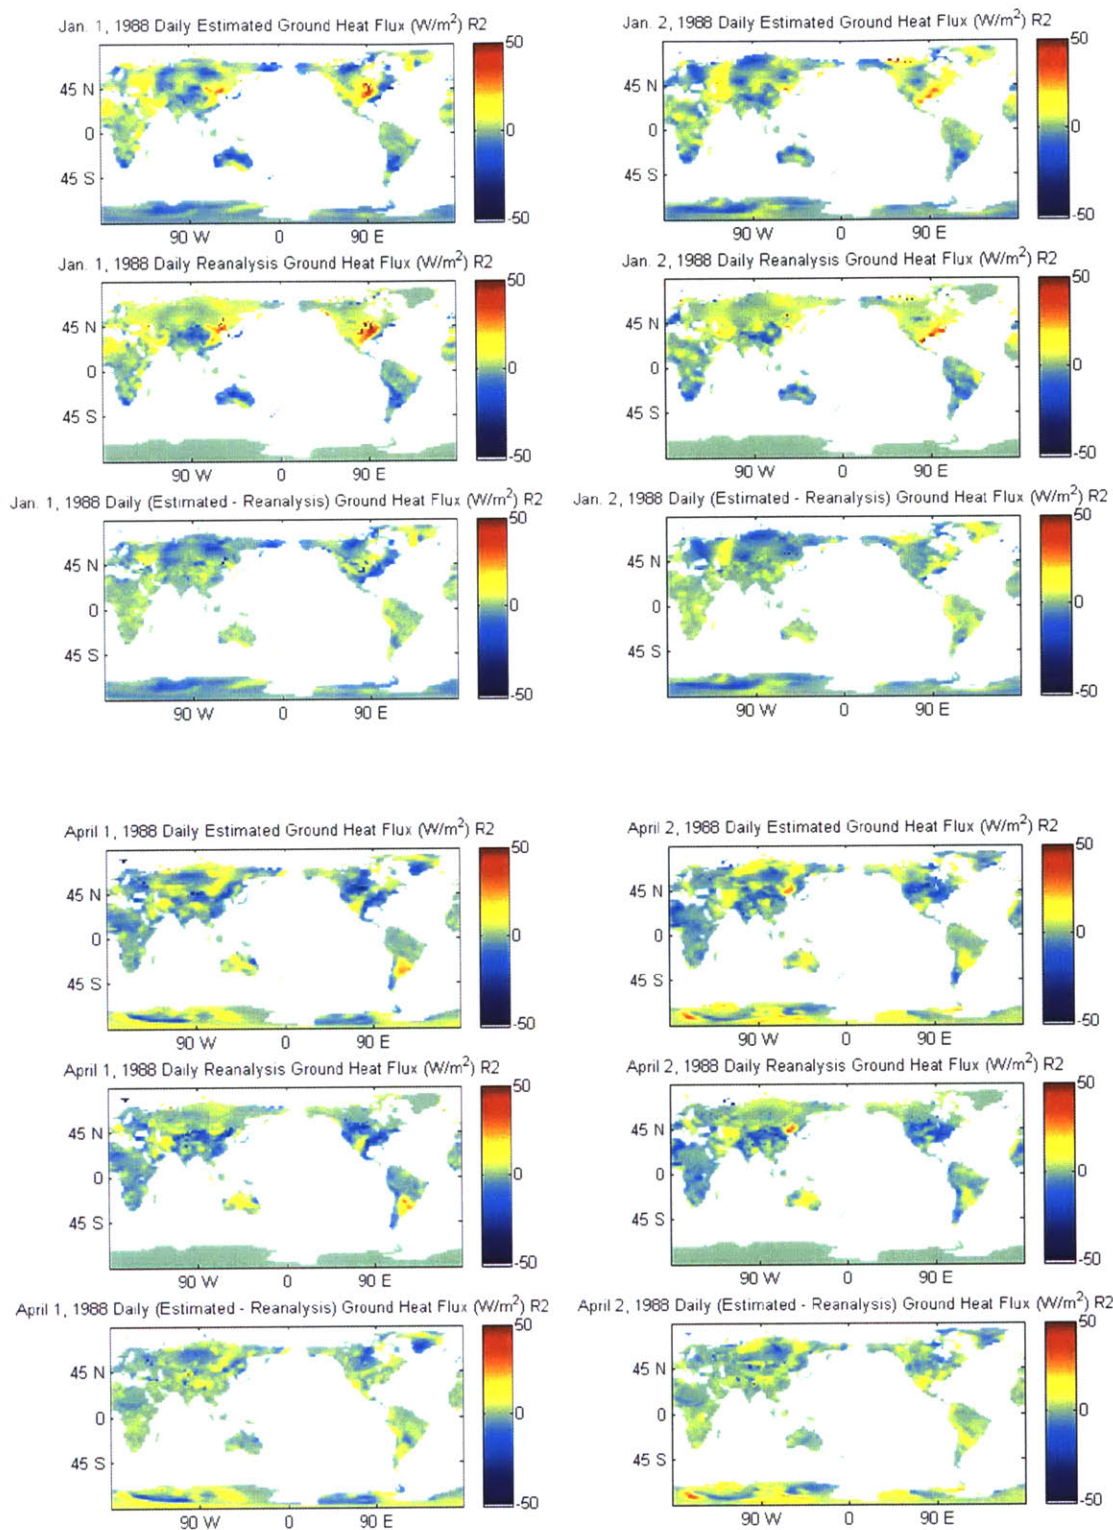 Jan. 1, 1988 Daily Estimated Ground Heat Flux (W/m²) R2
50
45 N
0
0
45 S
-50
90 W 0 90 E
Jan. 1, 1988 Daily Reanalysis Ground Heat Flux (W/m²) R2
50
45 N
0
0
45 S
-50
90 W 0 90 E
Jan. 1, 1988 Daily (Estimated - Reanalysis) Ground Heat Flux (W/m²) R2
50
45 N
0
0
45 S
-50
90 W 0 90 E
Jan. 2, 1988 Daily Estimated Ground Heat Flux (W/m²) R2
50
45 N
0
0
45 S
-50
90 W 0 90 E
Jan. 2, 1988 Daily Reanalysis Ground Heat Flux (W/m²) R2
50
45 N
0
0
45 S
-50
90 W 0 90 E
Jan. 2, 1988 Daily (Estimated - Reanalysis) Ground Heat Flux (W/m²) R2
50
45 N
0
0
45 S
-50
90 W 0 90 E
April 1, 1988 Daily Estimated Ground Heat Flux (W/m²) R2
50
45 N
0
0
45 S
-50
90 W 0 90 E
April 1, 1988 Daily Reanalysis Ground Heat Flux (W/m²) R2
50
45 N
0
0
45 S
-50
90 W 0 90 E
April 1, 1988 Daily (Estimated - Reanalysis) Ground Heat Flux (W/m²) R2
50
45 N
0
0
45 S
-50
90 W 0 90 E
April 2, 1988 Daily Estimated Ground Heat Flux (W/m²) R2
50
45 N
0
0
45 S
-50
90 W 0 90 E
April 2, 1988 Daily Reanalysis Ground Heat Flux (W/m²) R2
50
45 N
0
0
45 S
-50
90 W 0 90 E
April 2, 1988 Daily (Estimated - Reanalysis) Ground Heat Flux (W/m²) R2
50
45 N
0
0
45 S
-50
90 W 0 90 E